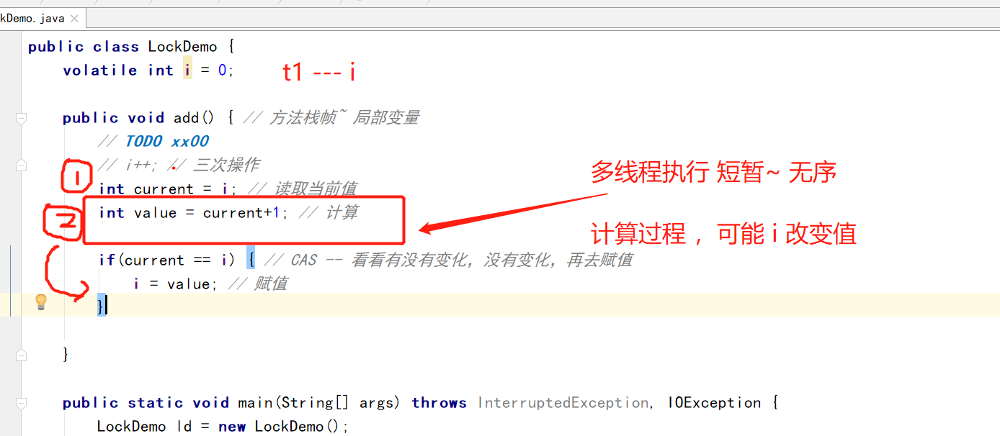 kDemo.java
public class LockDemo {
volatile int i = 0;
t1 --- i
public void add() { // 方法栈帧~ 局部变量
// TODO xxOO
// i++; // 三次操作
1
int current = i; // 读取当前值
多线程执行 短暂~ 无序
2
int value = current+1; // 计算
计算过程 ，可能 i 改变值
if(current == i) { // CAS -- 看看有没有变化，没有变化，再去赋值
i = value; // 赋值
}
}
public static void main(String[] args) throws InterruptedException, IOException {
LockDemo ld = new LockDemo();